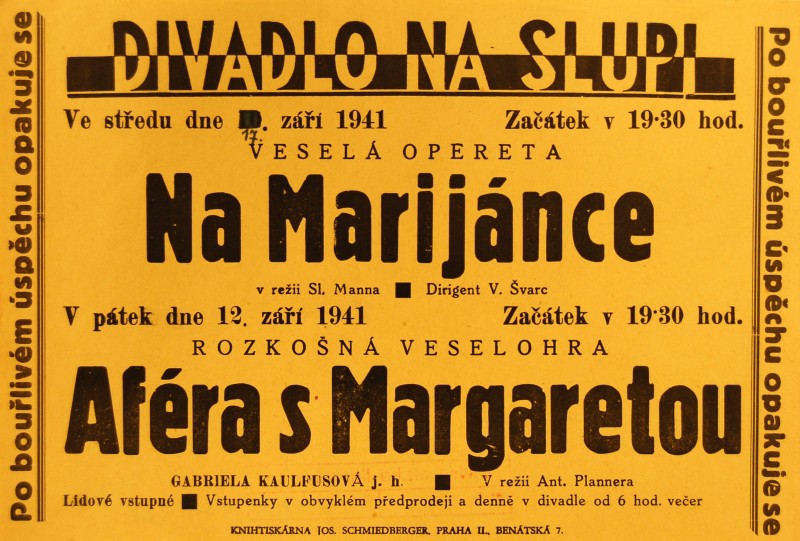 DIVADLO NA SLUPI
Ve středu dne 0. září 1941 Začátek v 19·30 hod.
17.
VESELÁ OPERETA
Na Marijánce
v režii Sl. Manna ■ Dirigent V. Švarc
V pátek dne 12. září 1941 Začátek v 19·30 hod.
ROZKOŠNÁ VESELOHRA
Aféra s Margaretou
GABRIELA KAULFUSOVÁ j. h. ■ V režii Ant. Plannera
Lidové vstupné ■ Vstupenky v obvyklém předprodeji a denně v divadle od 6 hod. večer
KNIHTISKÁRNA JOS. SCHMIEDBERGER, PRAHA II., BENÁTSKÁ 7.
Po bouřlivém úspěchu opakuje se
Po bouřlivém úspěchu opakuje se